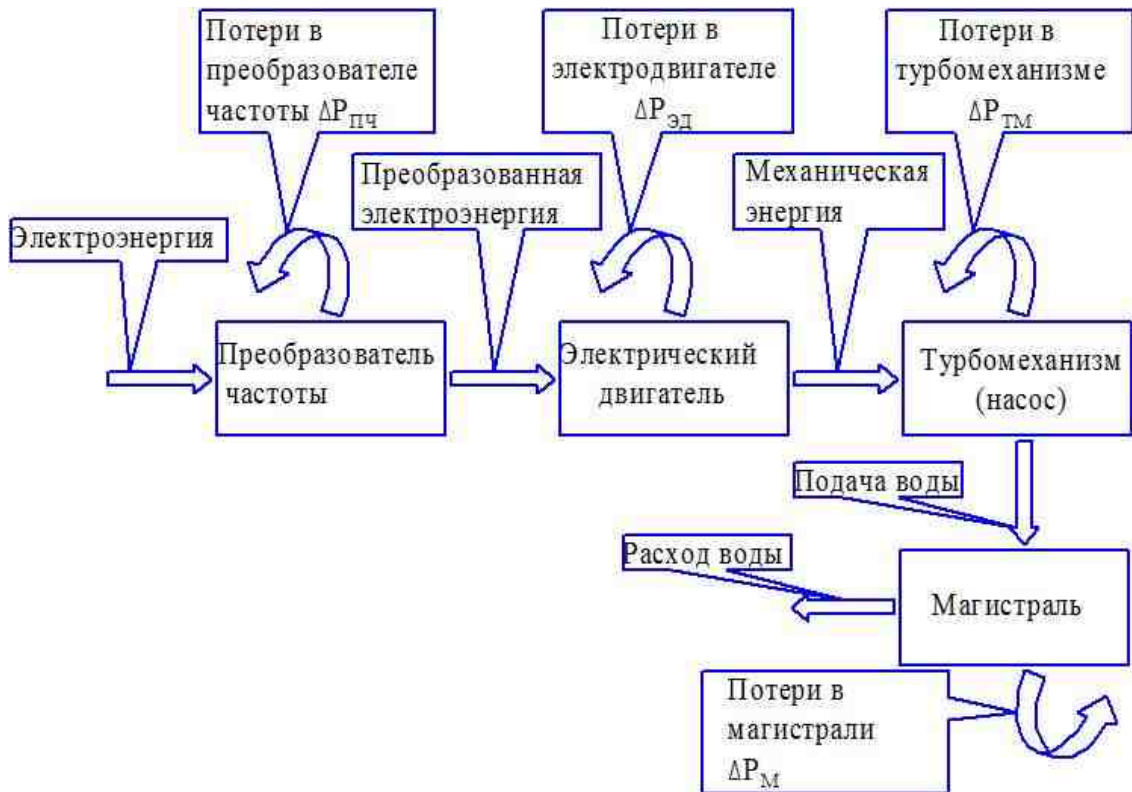 Потери в
преобразователе
частоты ΔPПЧ
Потери в
электродвигателе
ΔPЭД
Потери в
турбомеханизме
ΔPТМ
Преобразованная
электроэнергия
Механическая
энергия
Электроэнергия
Преобразователь
частоты
Электрический
двигатель
Турбомеханизм
(насос)
Подача воды
Расход воды
Магистраль
Потери в
магистрали
ΔPМ